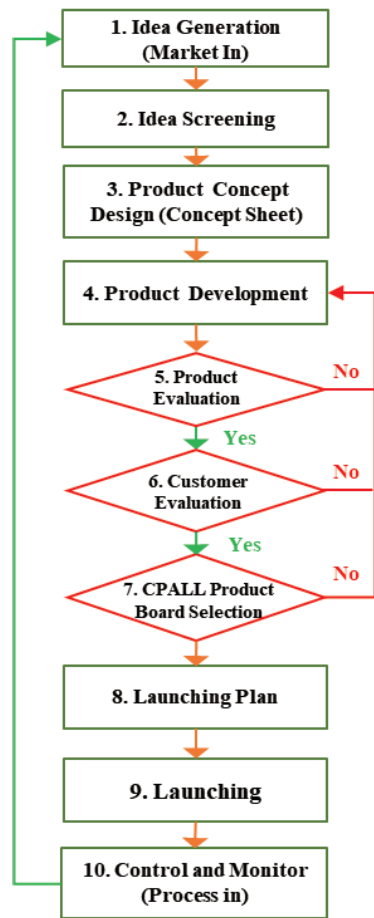 1. Idea Generation
(Market In)
2. Idea Screening
3. Product Concept
Design (Concept Sheet)
4. Product Development
5. Product
Evaluation
No
Yes
6. Customer
Evaluation
No
Yes
7. CPALL Product
Board Selection
No
8. Launching Plan
9. Launching
10. Control and Monitor
(Process in)